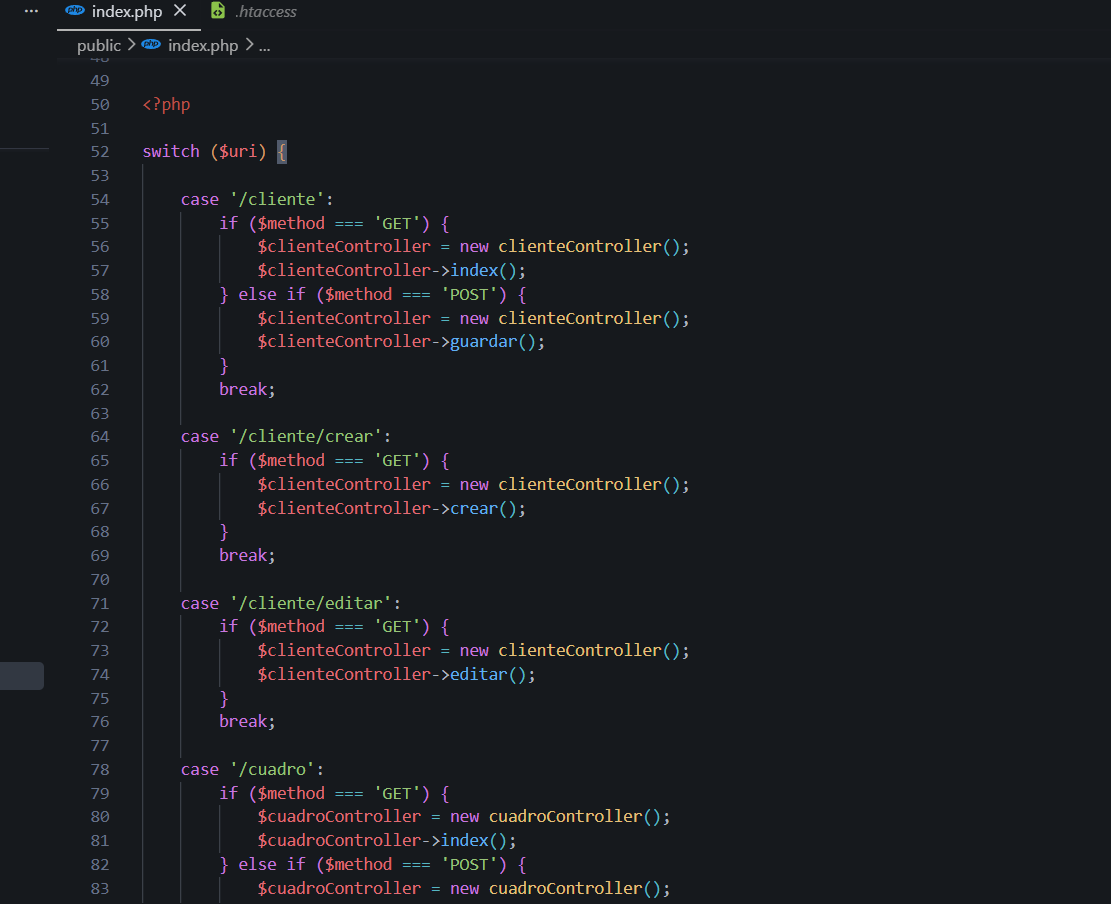 ... index.php × .htaccess
public > index.php > ...
48
49
50 <?php
51
52 switch ($uri) {
53
54 case '/cliente':
55 if ($method === 'GET') {
56 $clienteController = new clienteController();
57 $clienteController->index();
58 } else if ($method === 'POST') {
59 $clienteController = new clienteController();
60 $clienteController->guardar();
61 }
62 break;
63
64 case '/cliente/crear':
65 if ($method === 'GET') {
66 $clienteController = new clienteController();
67 $clienteController->crear();
68 }
69 break;
70
71 case '/cliente/editar':
72 if ($method === 'GET') {
73 $clienteController = new clienteController();
74 $clienteController->editar();
75 }
76 break;
77
78 case '/cuadro':
79 if ($method === 'GET') {
80 $cuadroController = new cuadroController();
81 $cuadroController->index();
82 } else if ($method === 'POST') {
83 $cuadroController = new cuadroController();